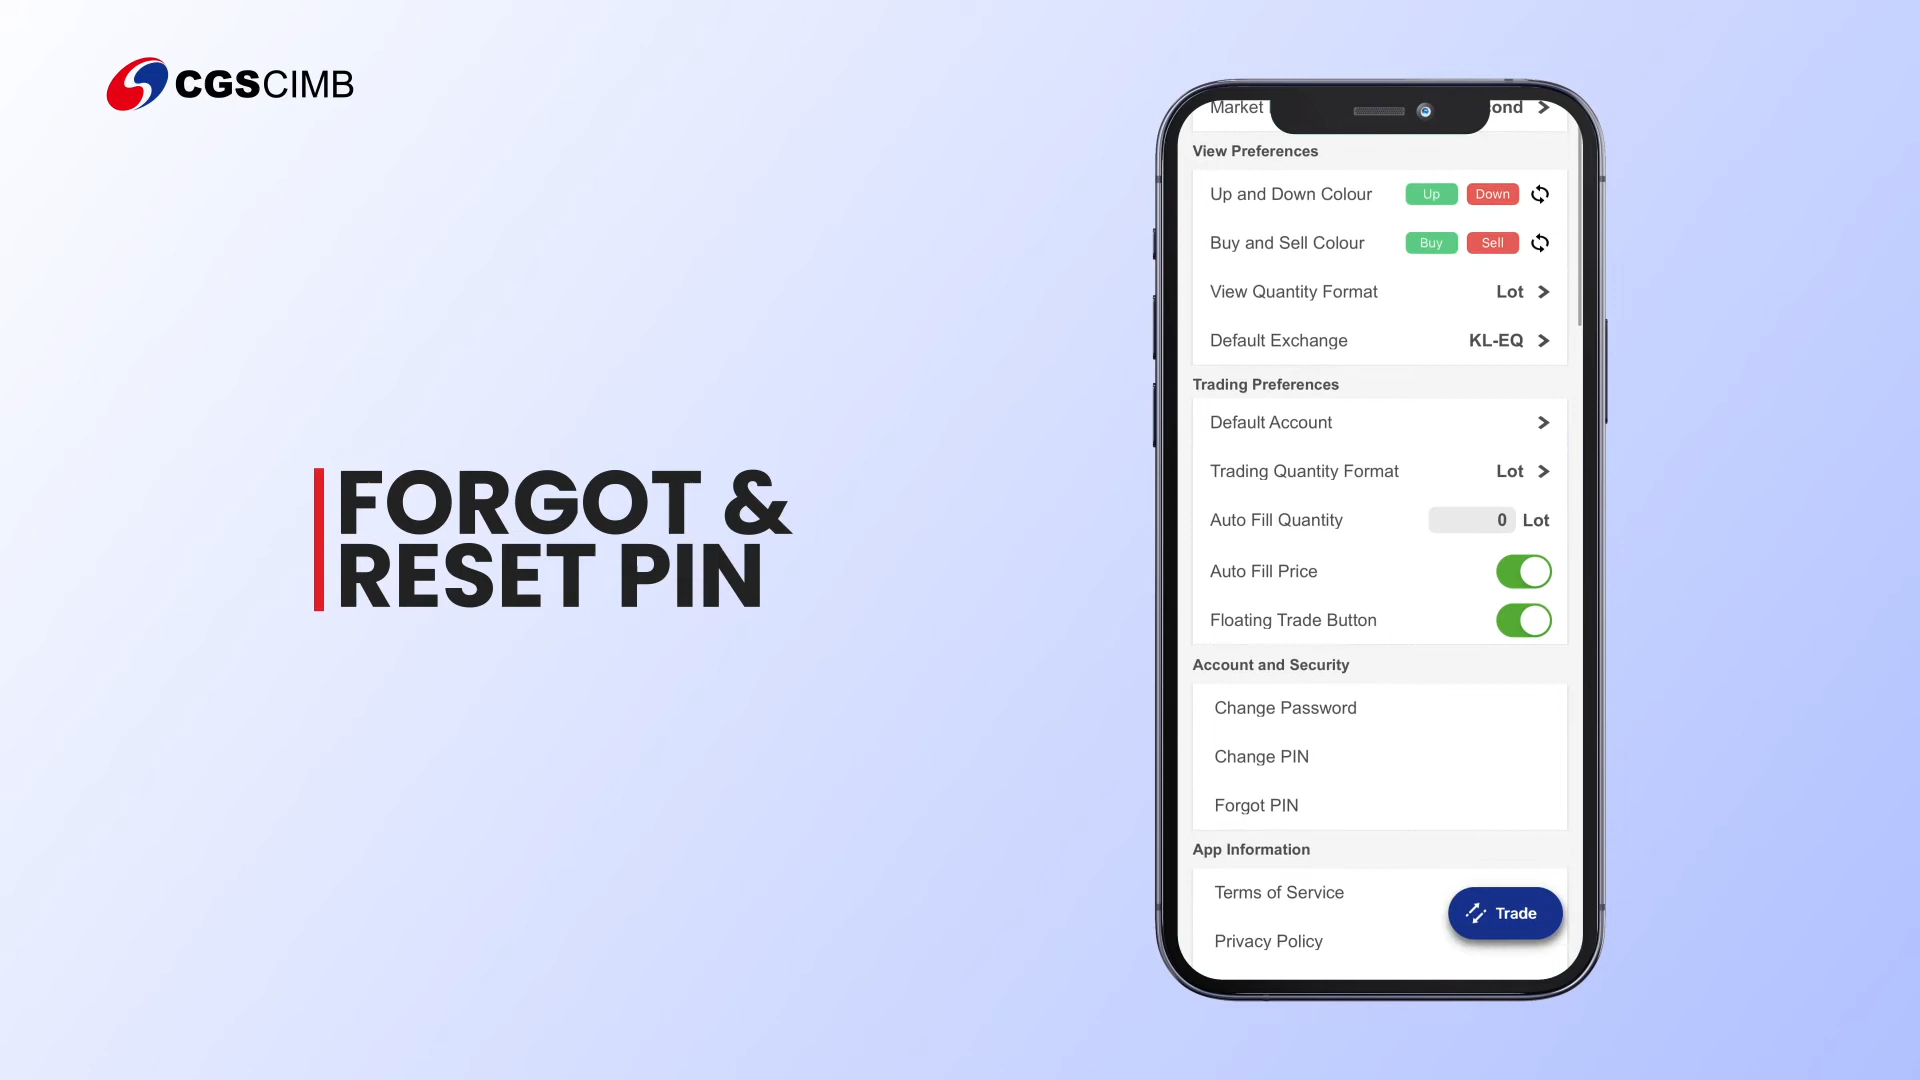 CGSCIMB
FORGOT &
RESET PIN
Market
View Preferences
Up and Down Colour Up Down
Buy and Sell Colour Buy Sell
View Quantity Format Lot
Default Exchange KL-EQ
Trading Preferences
Default Account
Trading Quantity Format Lot
Auto Fill Quantity 0 Lot
Auto Fill Price
Floating Trade Button
Account and Security
Change Password
Change PIN
Forgot PIN
App Information
Terms of Service
Trade
Privacy Policy